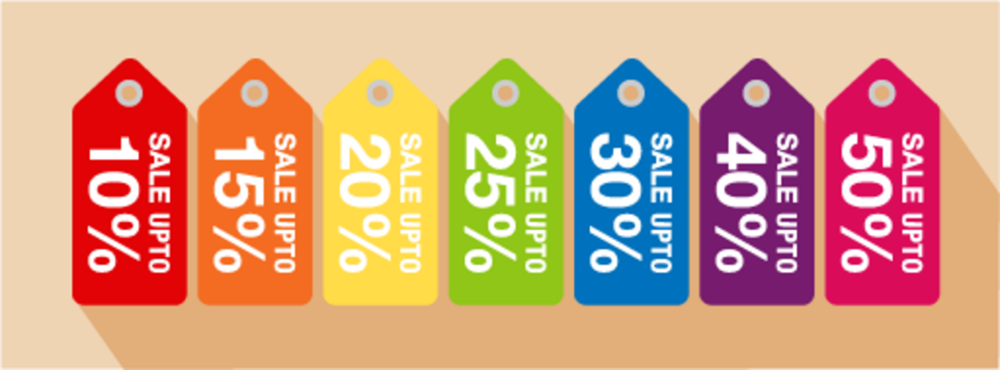 SALE UPTO
10%
SALE UPTO
15%
SALE UPTO
20%
SALE UPTO
25%
SALE UPTO
30%
SALE UPTO
40%
SALE UPTO
50%